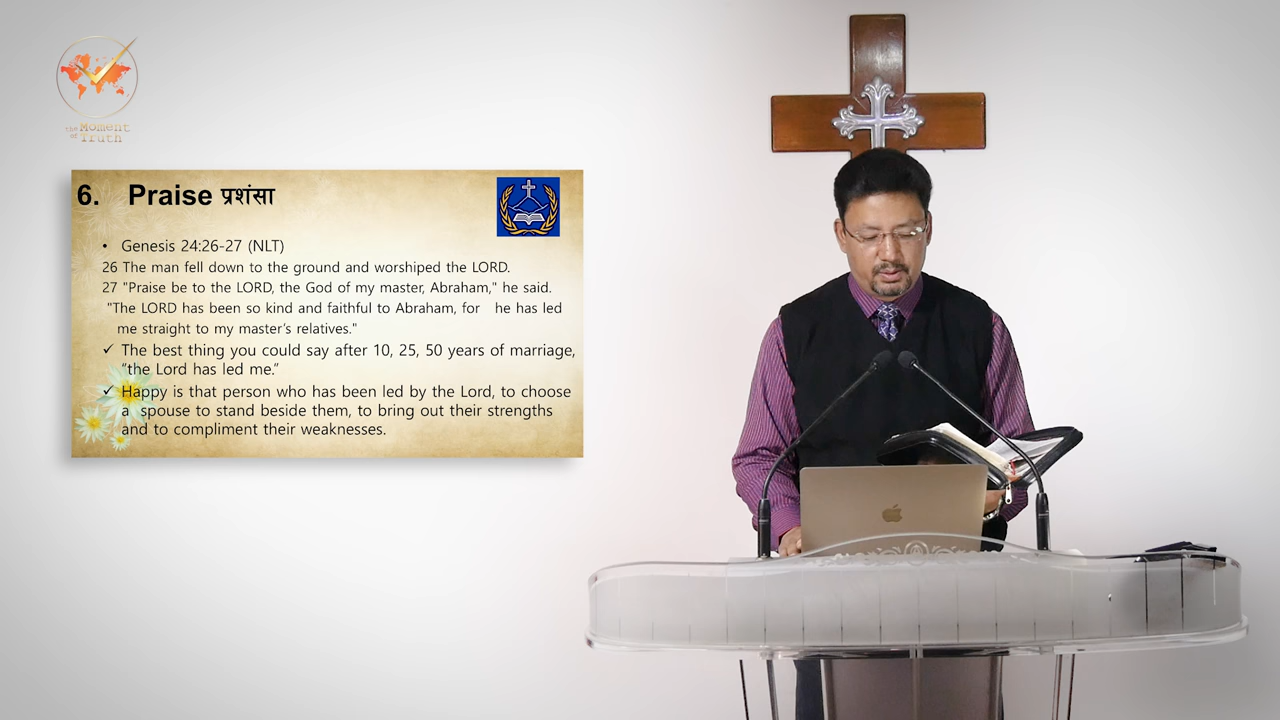 the Moment
of Truth
6. Praise प्रशंसा
• Genesis 24:26-27 (NLT)
26 The man fell down to the ground and worshiped the LORD.
27 "Praise be to the LORD, the God of my master, Abraham," he said.
"The LORD has been so kind and faithful to Abraham, for he has led
me straight to my master's relatives."
✓ The best thing you could say after 10, 25, 50 years of marriage,
"the Lord has led me."
✓ Happy is that person who has been led by the Lord, to choose
a spouse to stand beside them, to bring out their strengths
and to compliment their weaknesses.